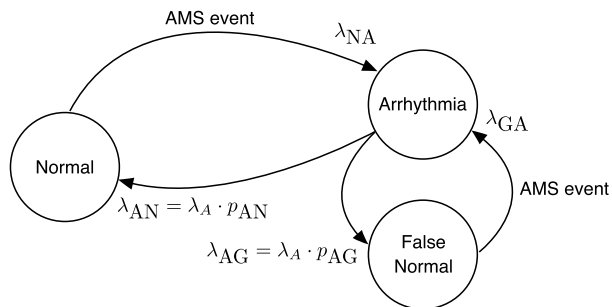 AMS event
λNA
Arrhythmia
λGA
Normal
AMS event
λAN = λA · pAN
False
Normal
λAG = λA · pAG